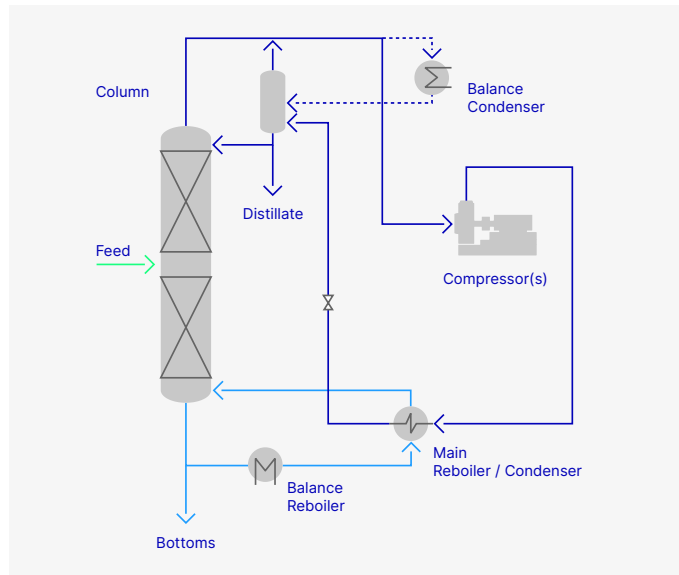 Column
Balance
Condenser
Distillate
Feed
Compressor(s)
Main
Reboiler / Condenser
Balance
Reboiler
Bottoms